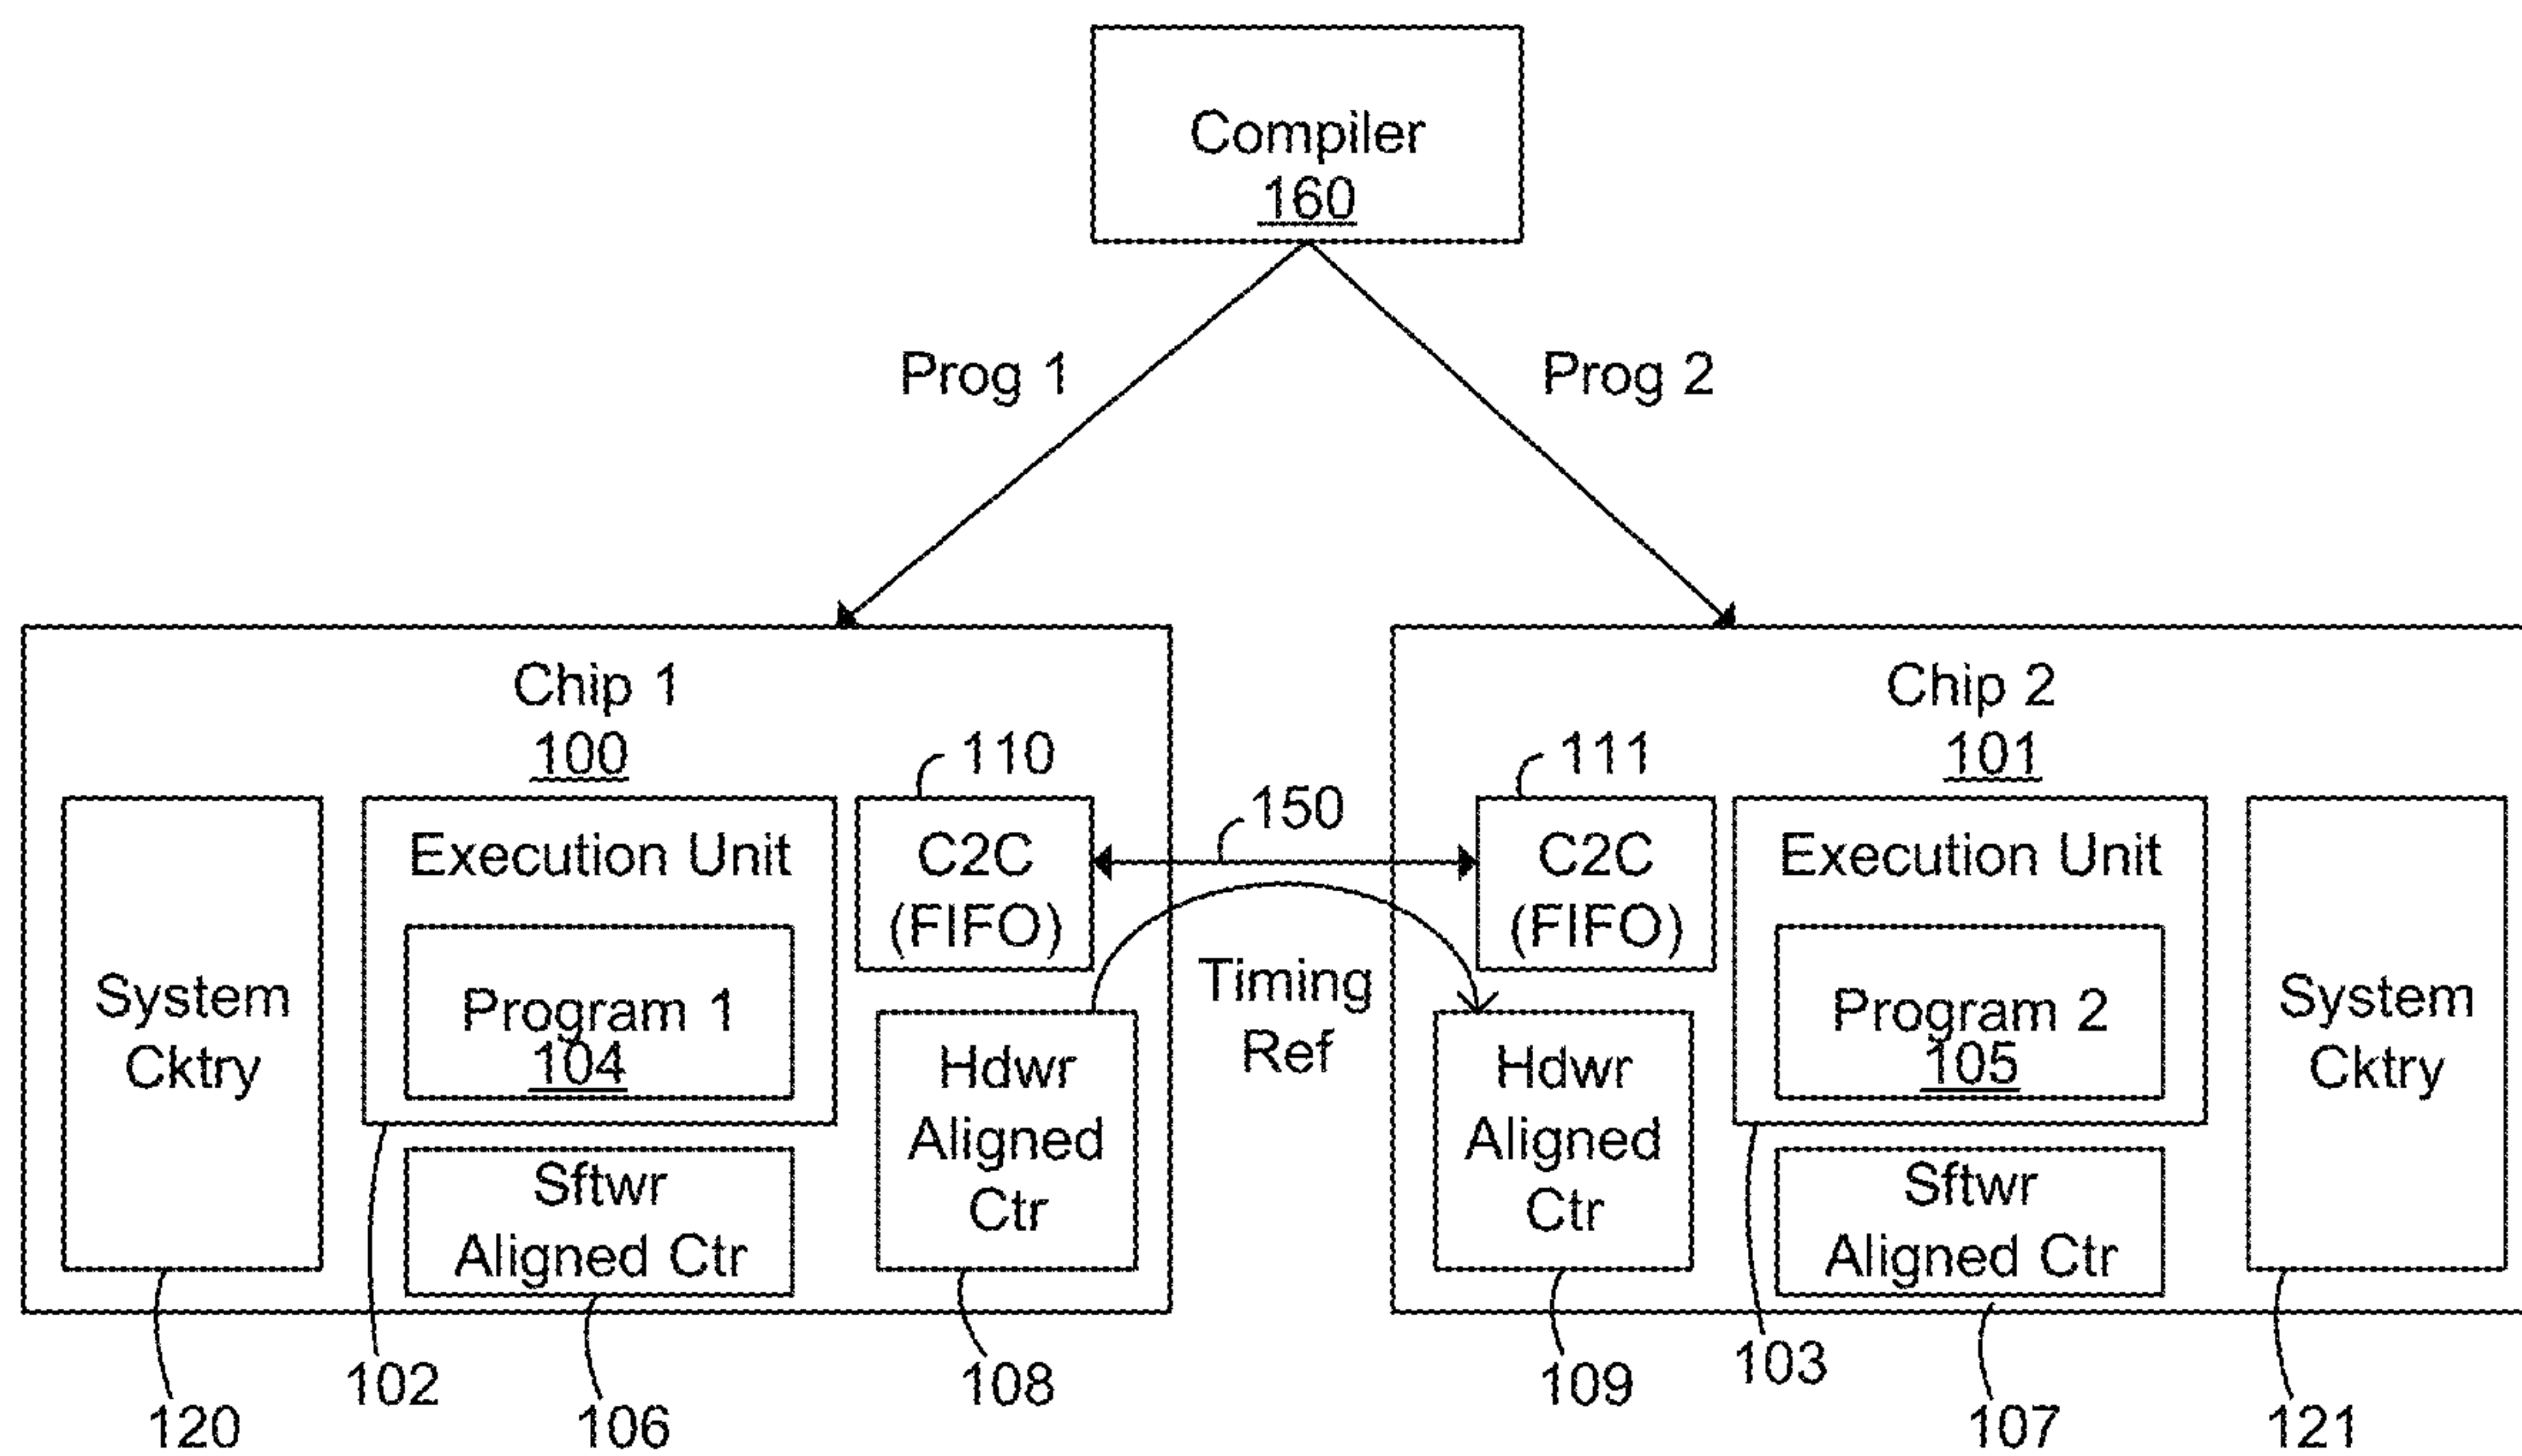 Compiler
160
Prog 1
Prog 2
Chip 1
100
110
System
Cktry
Execution Unit
Program 1
104
C2C
(FIFO)
Sftwr
Aligned Ctr
Hdwr
Aligned
Ctr
120
102
106
108
150
Timing
Ref
Chip 2
101
111
C2C
(FIFO)
Execution Unit
Program 2
105
System
Cktry
Hdwr
Aligned
Ctr
Sftwr
Aligned Ctr
109
103
107
121